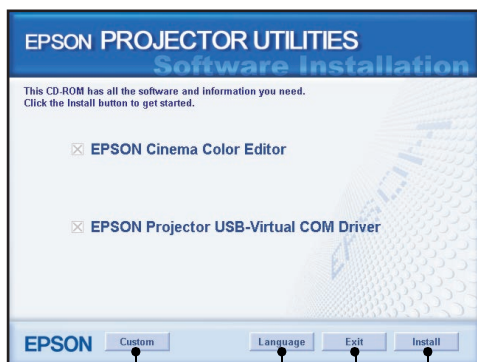 EPSON PROJECTOR UTILITIES
Software Installation
This CD-ROM has all the software and information you need.
Click the Install button to get started.
EPSON Cinema Color Editor
EPSON Projector USB-Virtual COM Driver
EPSON
EPSON Custom Language Exit Install